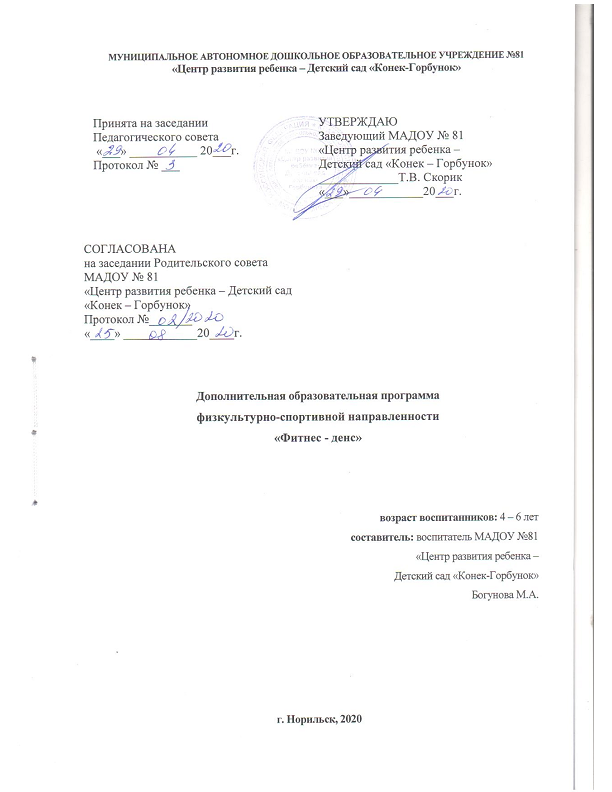 МУНИЦИПАЛЬНОЕ АВТОНОМНОЕ ДОШКОЛЬНОЕ ОБРАЗОВАТЕЛЬНОЕ УЧРЕЖДЕНИЕ №81
«Центр развития ребенка – Детский сад «Конек-Горбунок»
Принята на заседании
Педагогического совета
«29» 04 2020г.
Протокол №
УТВЕРЖДАЮ
Заведующий МАДОУ № 81
«Центр развития ребенка –
Детский сад «Конек – Горбунок»
Т.В. Скорик
«29» 04 2020г.
СОГЛАСОВАНА
на заседании Родительского совета
МАДОУ № 81
«Центр развития ребенка – Детский сад
«Конек – Горбунок»
Протокол № 02/2020
«25» 08 2020г.
Дополнительная образовательная программа
физкультурно-спортивной направленности
«Фитнес - денс»
возраст воспитанников: 4 – 6 лет
составитель: воспитатель МАДОУ №81
«Центр развития ребенка –
Детский сад «Конек-Горбунок»
Богунова М.А.
г. Норильск, 2020